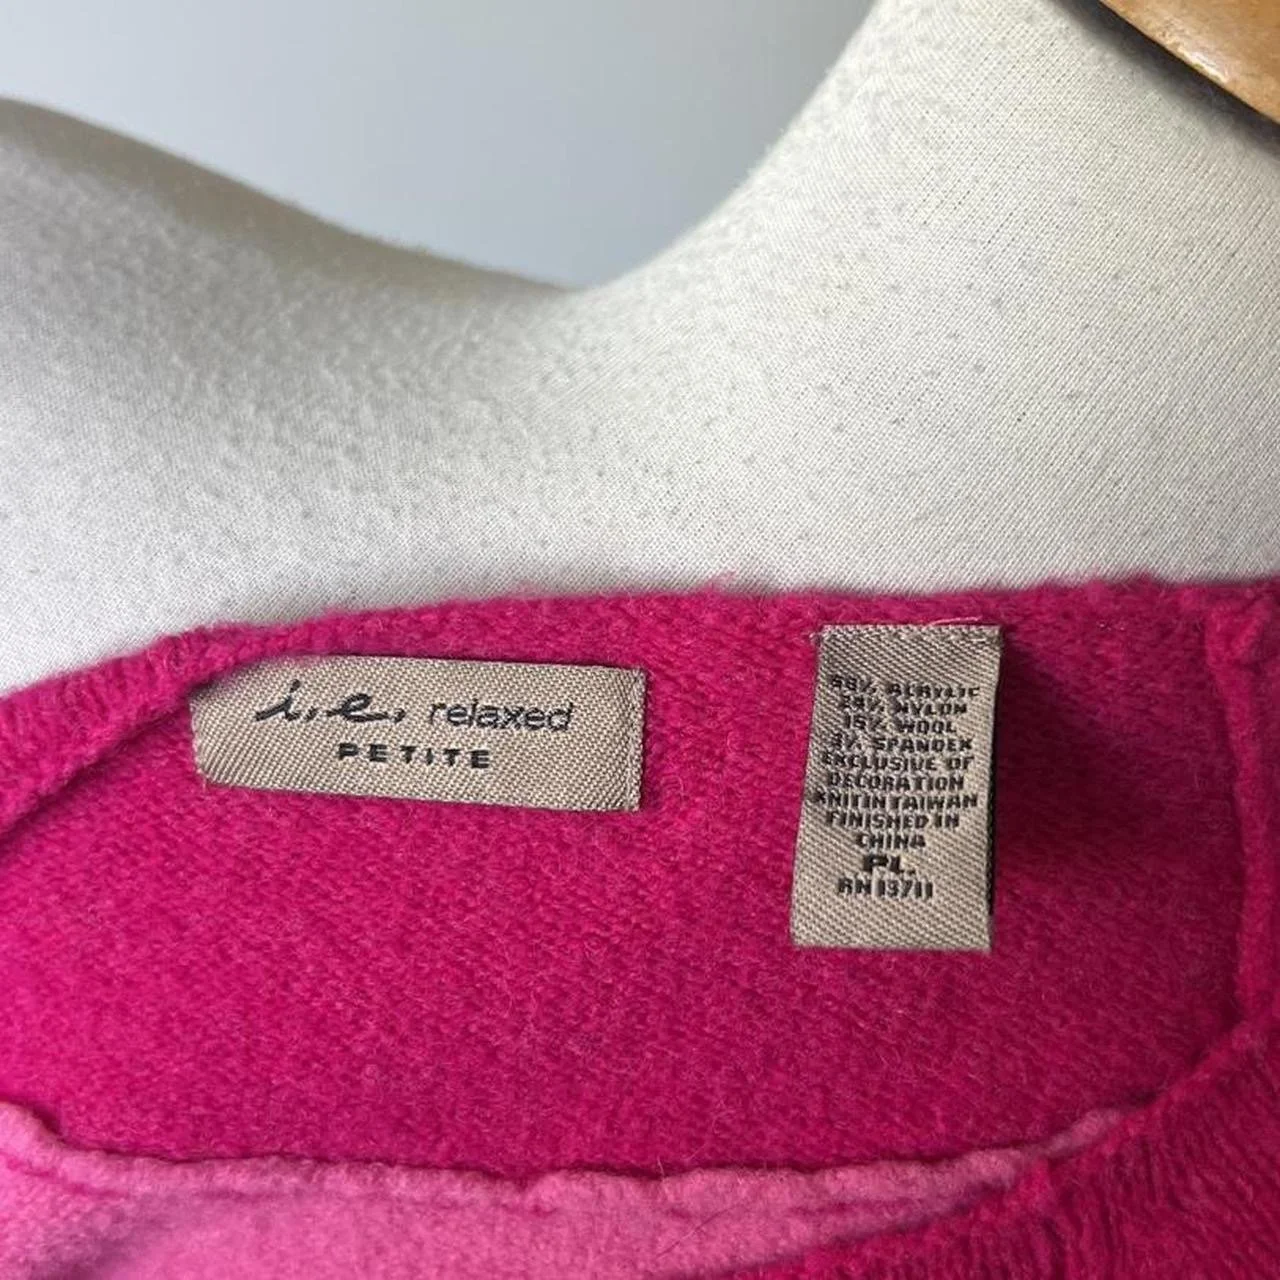 i.e. relaxed
PETITE
% ACRYLIC
24% NYLON
15% WOOL
3% SPANDEX
EXCLUSIVE OF
DECORATION
KNIT IN TAIWAN
FINISHED IN
CHINA
PL.
RN 13711